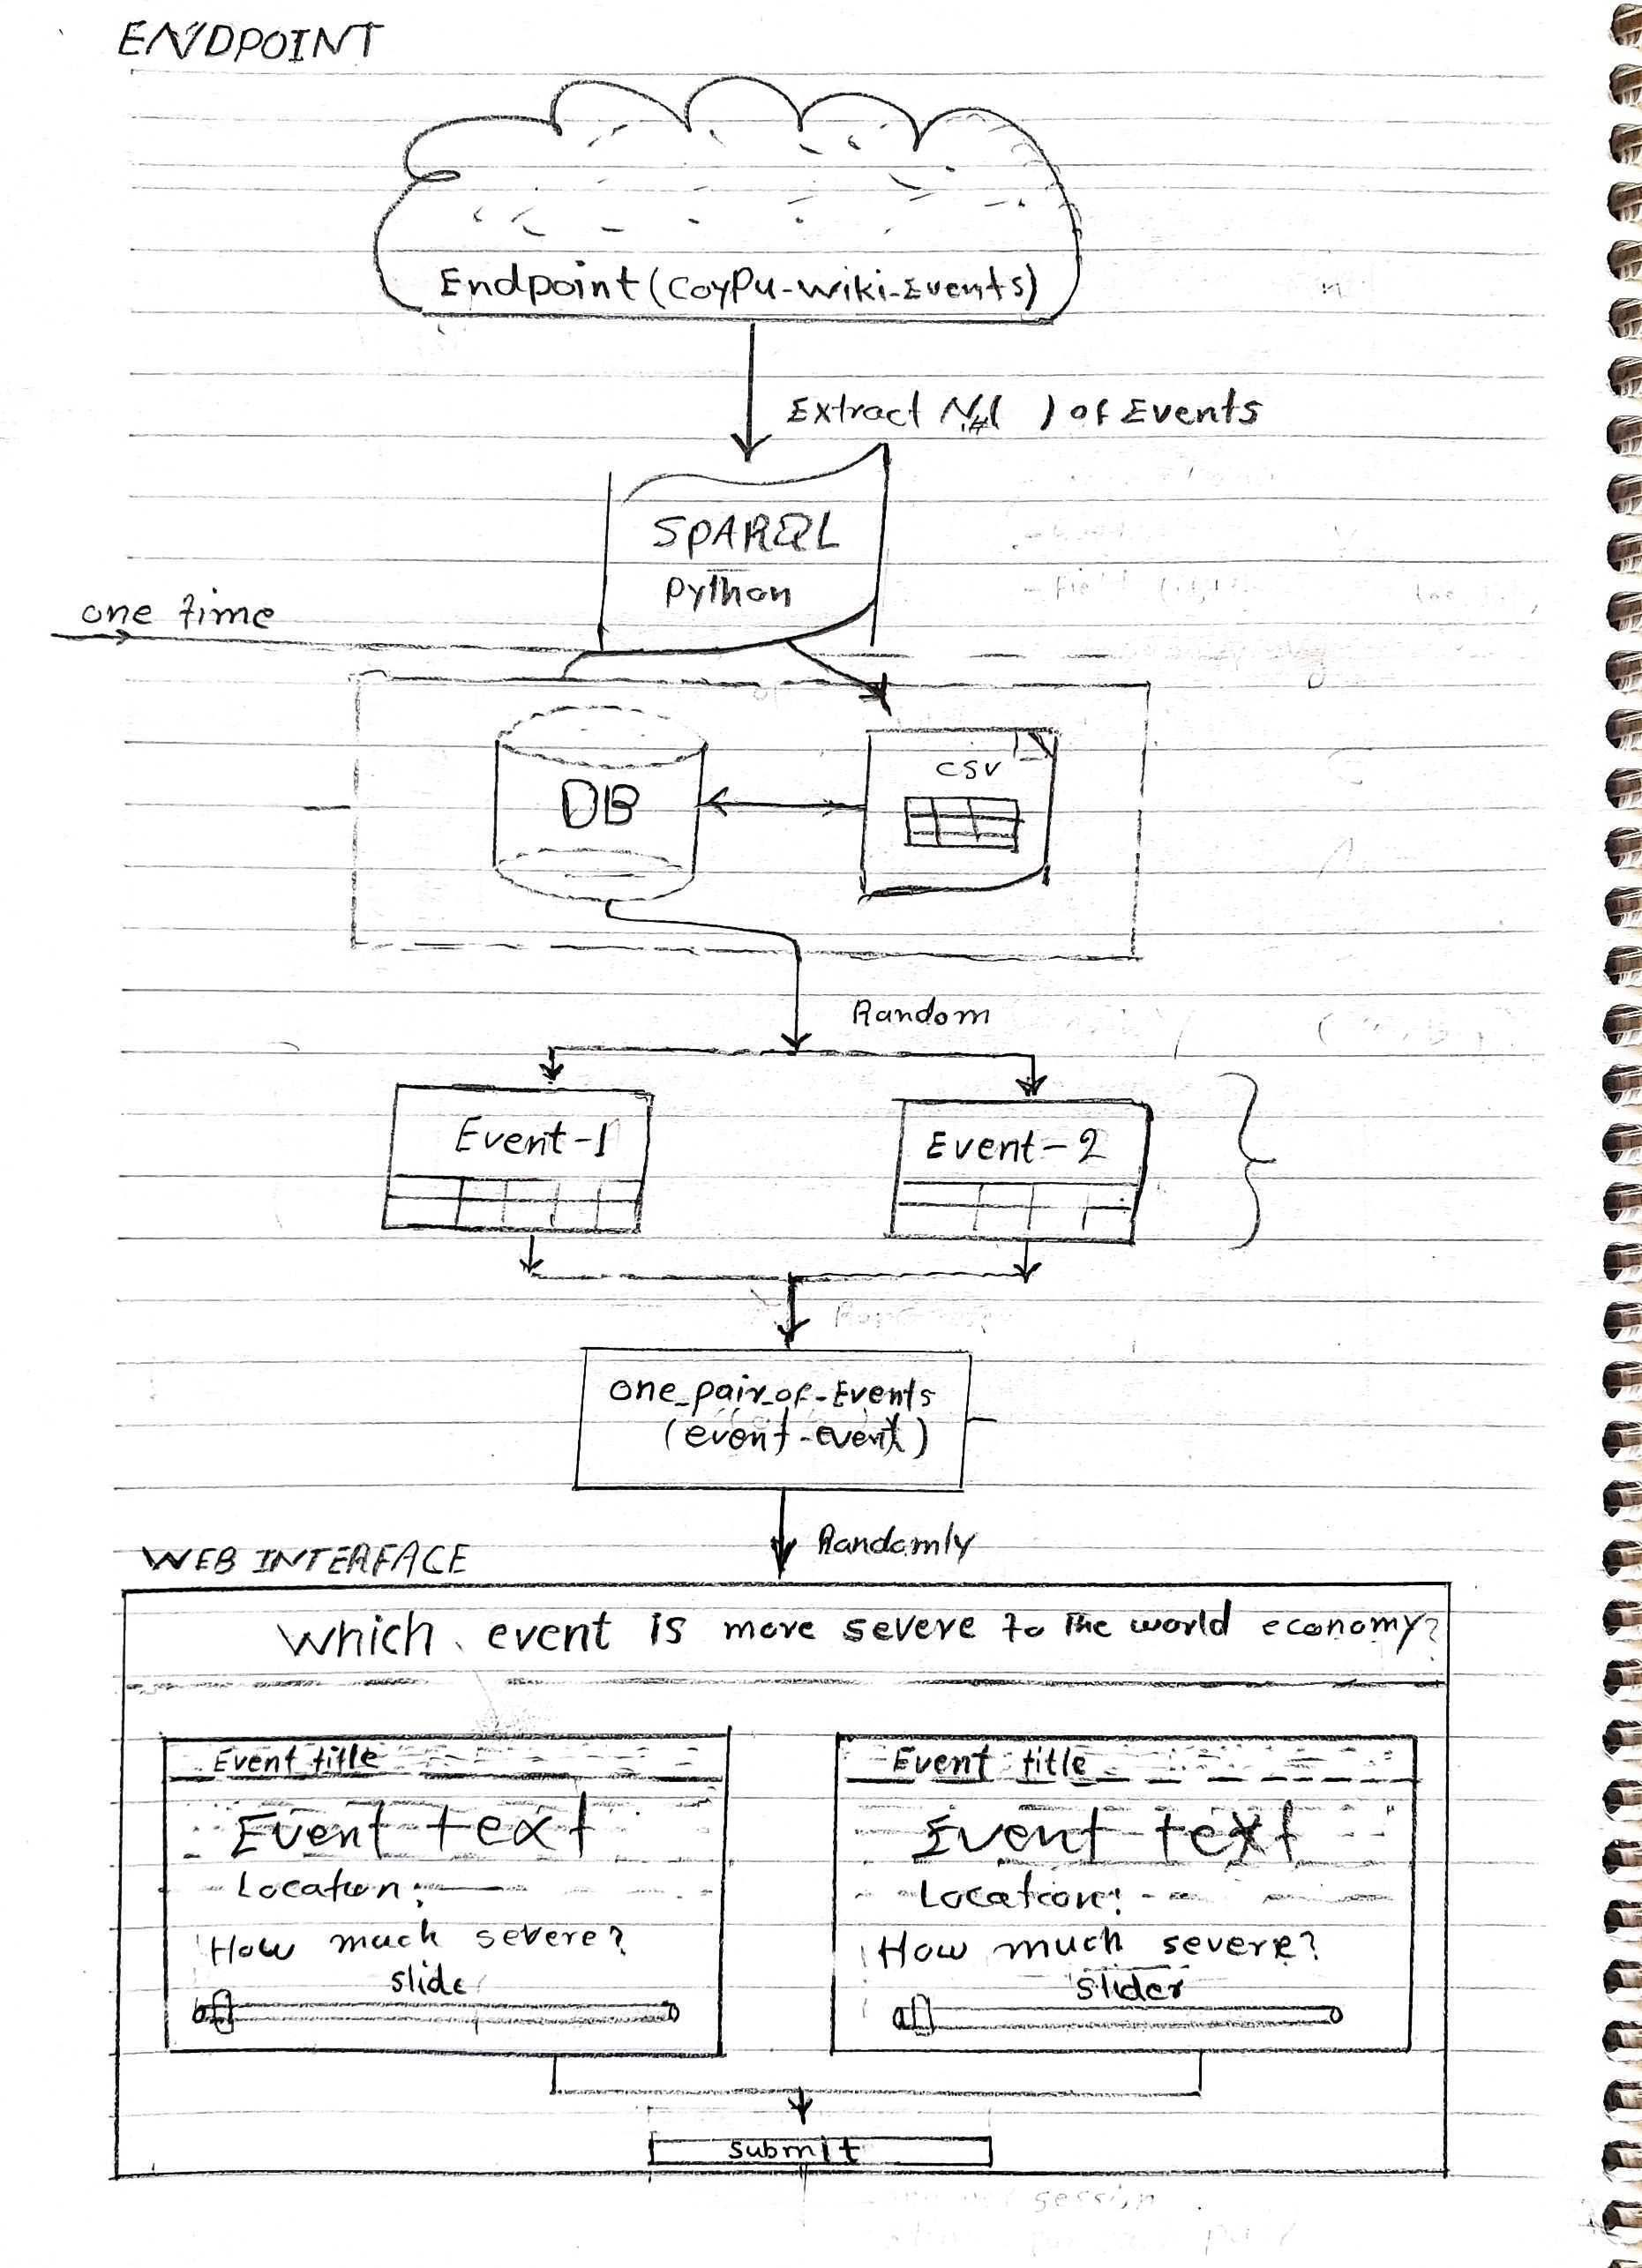 ENDPOINT
Endpoint (CoyPu-Wiki-Events)
Extract ) of Events
SPARQL
Python
one time
DB
CSV
Random
Event-1
Event-2
one_pair_of-Events
(event-event)
Randomly
WEB INTERFACE
Which event is more severe to the world economy?
Event title
Event text
Location:
How much severe?
slide
Event title
Event text
Location:
How much severe?
slider
submit
session